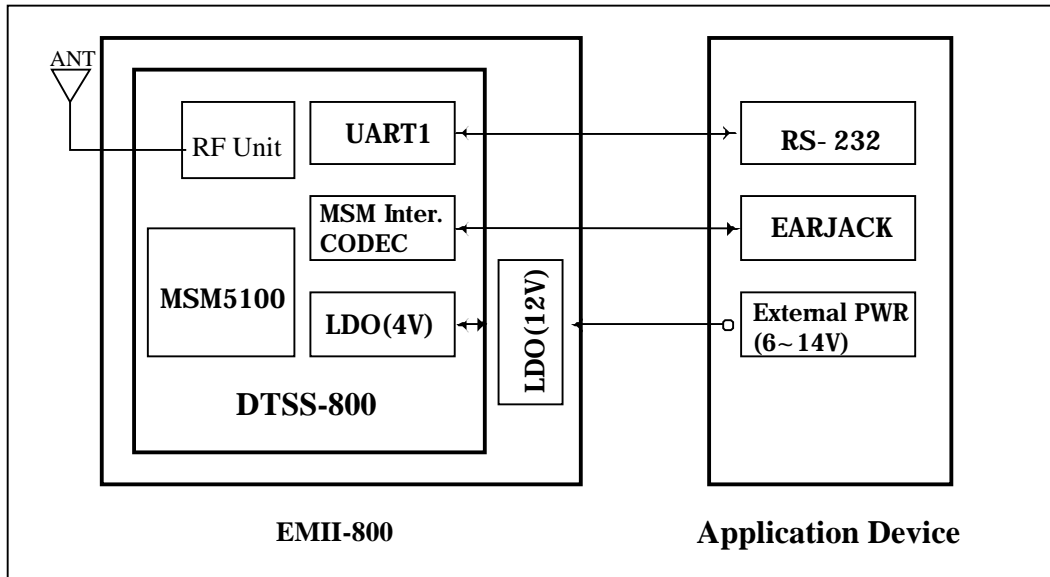 ANT
RF Unit
UART1
RS- 232
MSM Inter.
CODEC
EARJACK
MSM5100
LDO(4V)
LDO(12V)
External PWR
(6~14V)
DTSS-800
EMII-800
Application Device